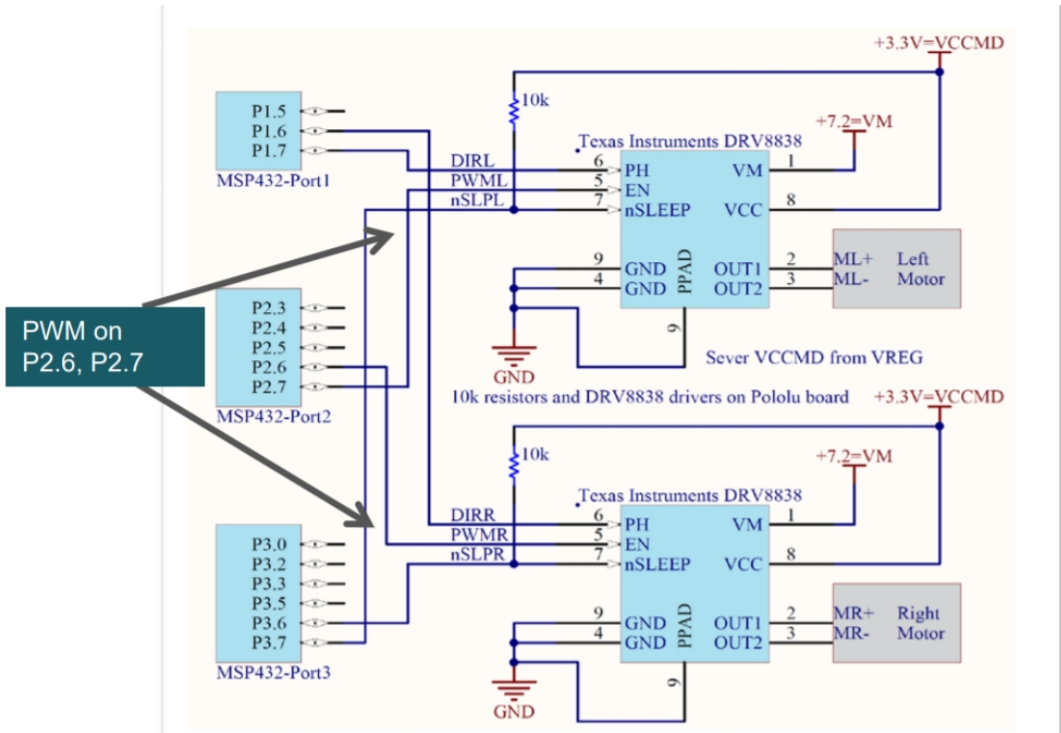 +3.3V=VCCMD
10k
+7.2=VM
P1.5
P1.6
P1.7
MSP432-Port1
Texas Instruments DRV8838
DIRL
PWML
nSLPL
6
5
7
PH
EN
nSLEEP
VM
VCC
1
8
9
4
GND
GND
PPAD
OUT1
OUT2
2
3
ML+
ML-
Left
Motor
9
GND
Sever VCCMD from VREG
10k resistors and DRV8838 drivers on Pololu board
PWM on
P2.6, P2.7
P2.3
P2.4
P2.5
P2.6
P2.7
MSP432-Port2
+3.3V=VCCMD
10k
+7.2=VM
Texas Instruments DRV8838
DIRR
PWMR
nSLPR
6
5
7
PH
EN
nSLEEP
VM
VCC
1
8
P3.0
P3.2
P3.3
P3.5
P3.6
P3.7
MSP432-Port3
9
4
GND
GND
PPAD
OUT1
OUT2
2
3
MR+
MR-
Right
Motor
9
GND